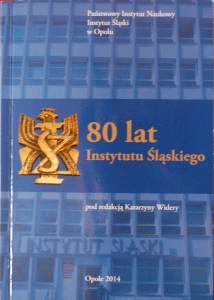 Państwowy Instytut Naukowy
Instytut Śląski
w Opolu
80 lat
Instytutu Śląskiego
pod redakcją Katarzyny Widery
INSTYTUT ŚLĄSKI
Opole 2014